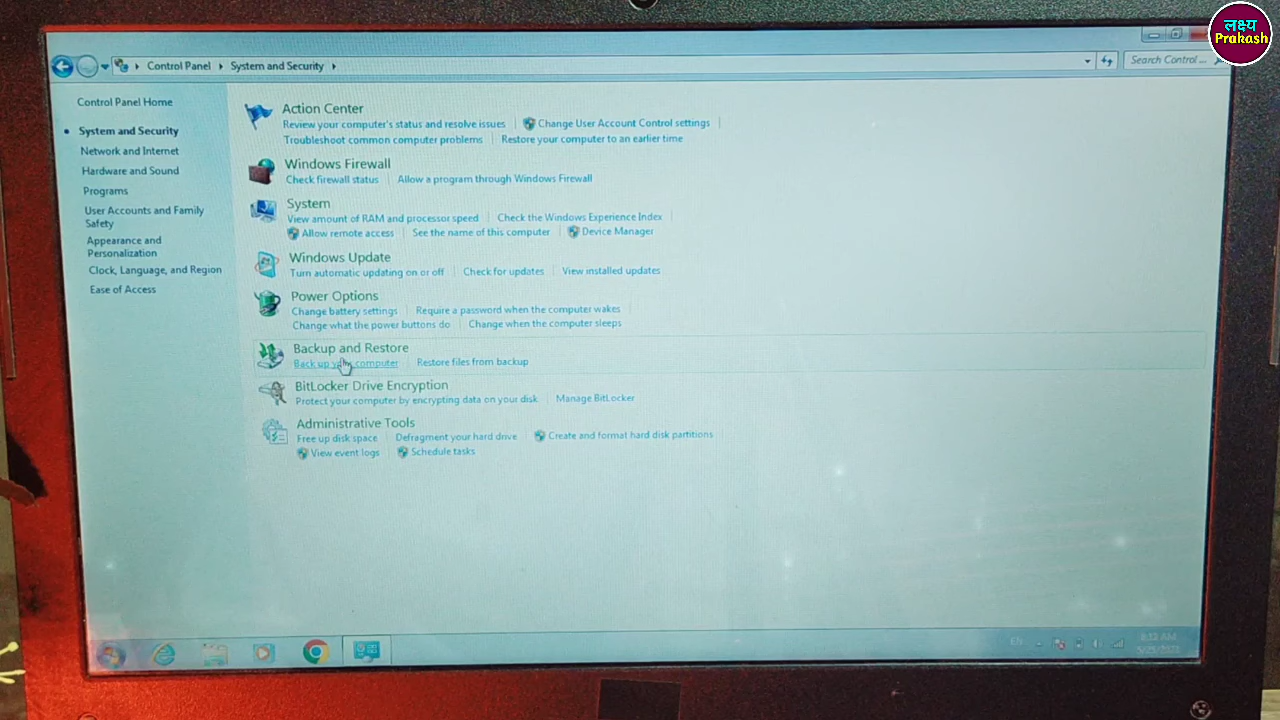 लक्ष्य
Prakash
Control Panel
System and Security
Search Control ...
Control Panel Home
System and Security
Network and Internet
Hardware and Sound
Programs
User Accounts and Family
Safety
Appearance and
Personalization
Clock, Language, and Region
Ease of Access
Action Center
Review your computer's status and resolve issues Change User Account Control settings
Troubleshoot common computer problems Restore your computer to an earlier time
Windows Firewall
Check firewall status Allow a program through Windows Firewall
System
View amount of RAM and processor speed Check the Windows Experience Index
Allow remote access See the name of this computer Device Manager
Windows Update
Turn automatic updating on or off Check for updates View installed updates
Power Options
Change battery settings Require a password when the computer wakes
Change what the power buttons do Change when the computer sleeps
Backup and Restore
Back up your computer Restore files from backup
BitLocker Drive Encryption
Protect your computer by encrypting data on your disk Manage BitLocker
Administrative Tools
Free up disk space Defragment your hard drive Create and format hard disk partitions
View event logs Schedule tasks
EN
8:12 AM